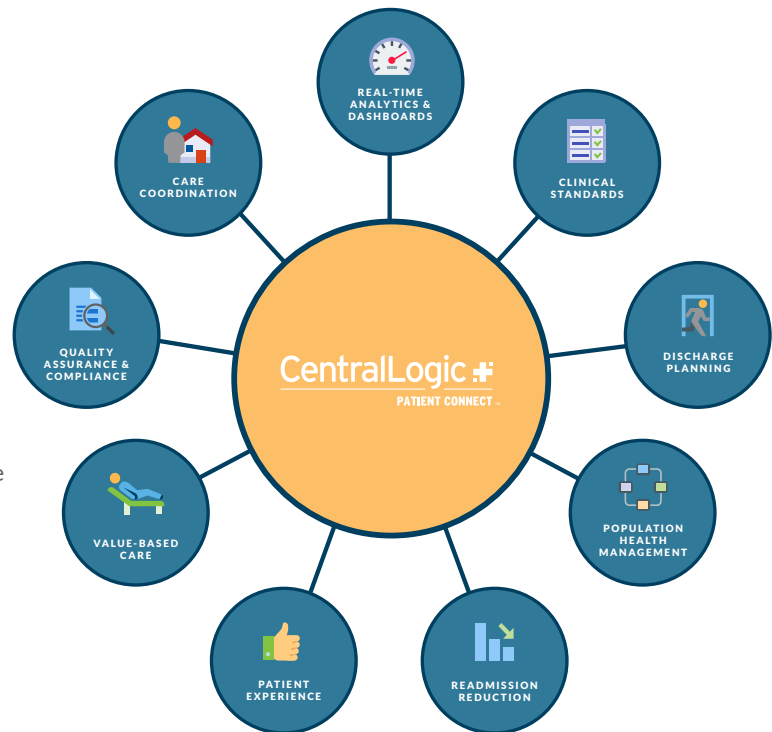 REAL-TIME
ANALYTICS &
DASHBOARDS
CLINICAL
STANDARDS
DISCHARGE
PLANNING
POPULATION
HEALTH
MANAGEMENT
READMISSION
REDUCTION
PATIENT
EXPERIENCE
VALUE-BASED
CARE
QUALITY
ASSURANCE &
COMPLIANCE
CARE
COORDINATION
CentralLogic
PATIENT CONNECT
e